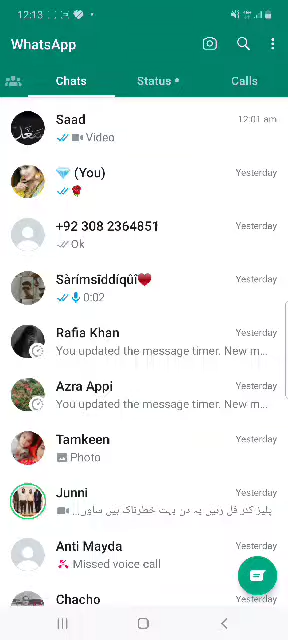 12:13
WhatsApp
Chats
Status
Calls
Saad
12:01 am
Video
(You)
Yesterday
+92 308 2364851
Yesterday
Ok
Sàrímsïddíqûî
Yesterday
0:02
Rafia Khan
Yesterday
You updated the message timer. New m...
Azra Appi
Yesterday
You updated the message timer. New m...
Tamkeen
Yesterday
Photo
Junni
Yesterday
Anti Mayda
Yesterday
Missed voice call
Chacho
Yesterday